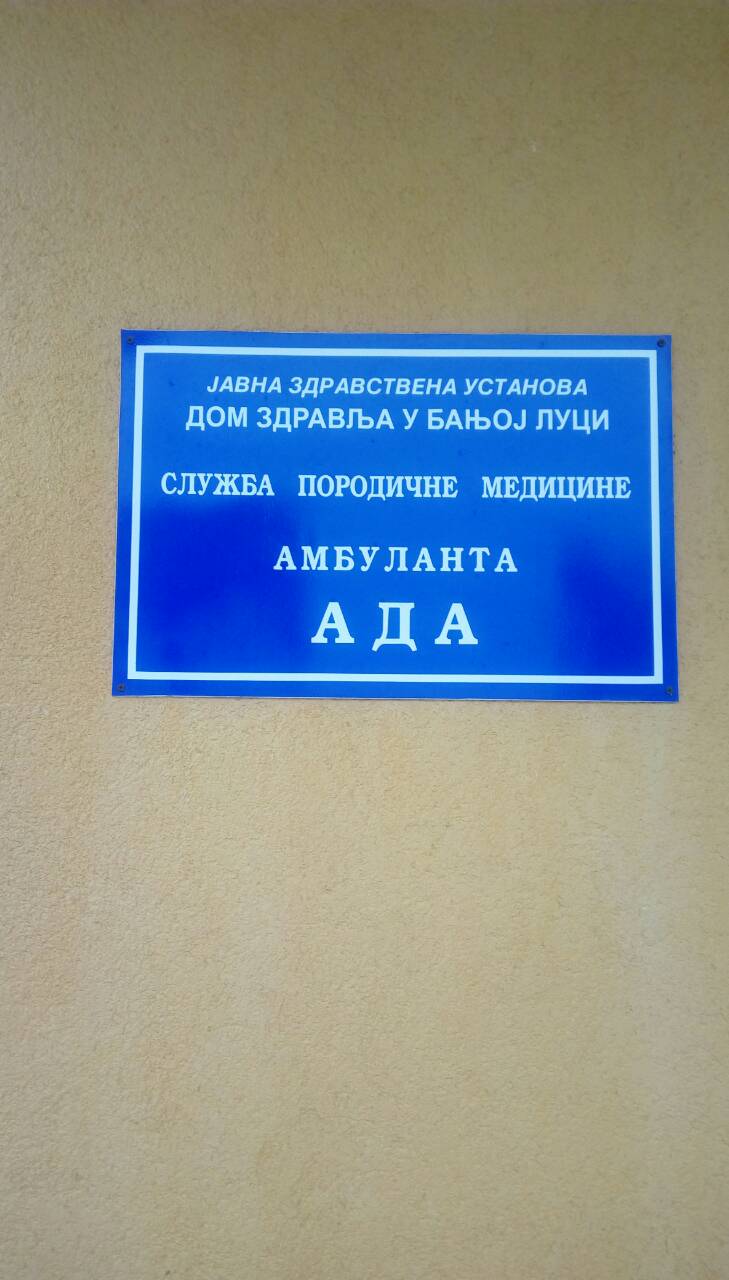 ЈАВНА ЗДРАВСТВЕНА УСТАНОВА
ДОМ ЗДРАВЉА У БАЊОЈ ЛУЦИ
СЛУЖБА ПОРОДИЧНЕ МЕДИЦИНЕ
АМБУЛАНТА
АДА